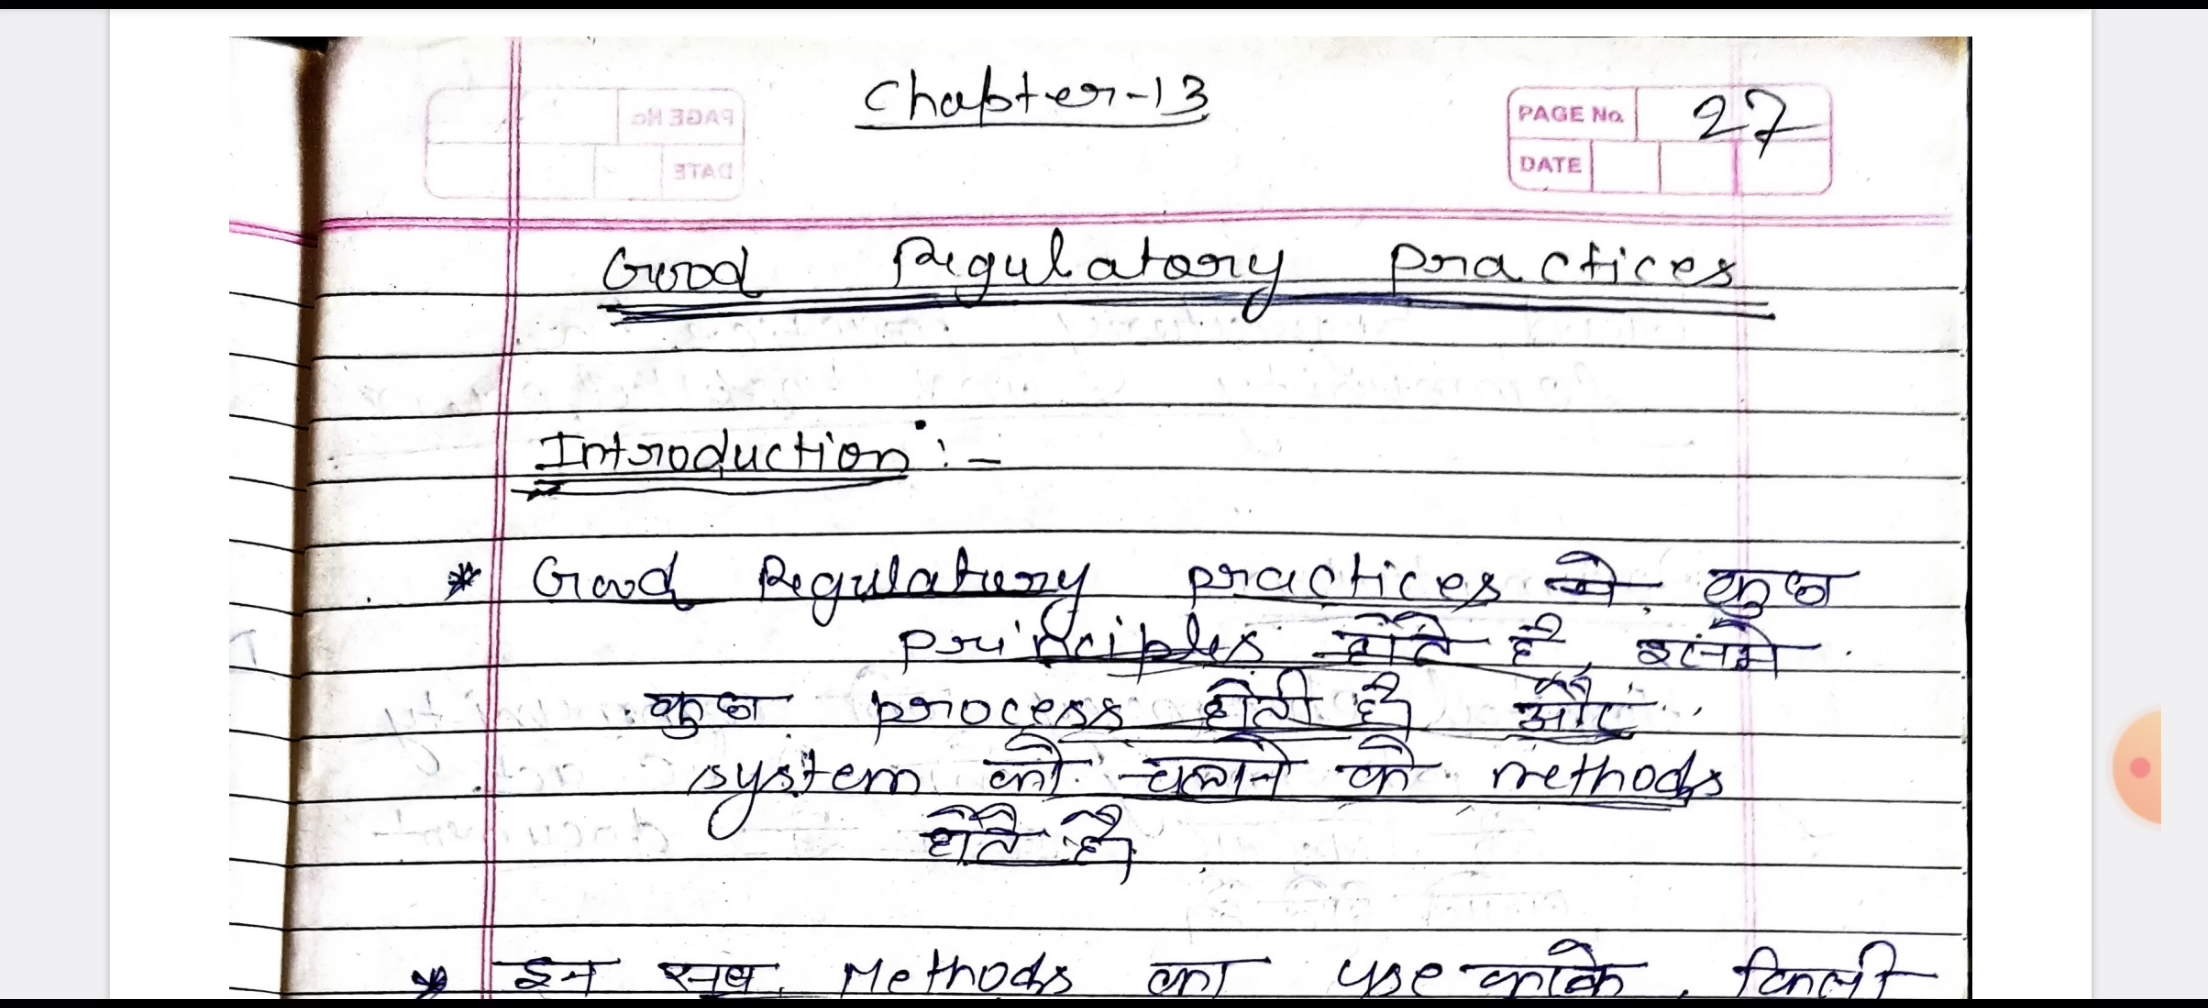 Chapter-13
PAGE No. 27
DATE
Good Regulatory practices
Introduction :-
* Good Regulatory practices में कुछ
principles होते है, इसमे
कुछ process होती है और
system को चलाने के methods
होते है।
* इन सब Methods का use करके, किसी